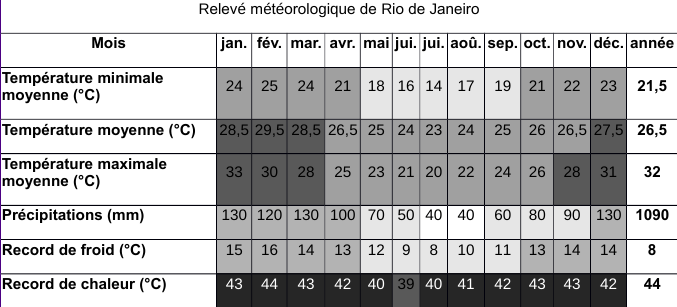 Relevé météorologique de Rio de Janeiro
Mois jan. fév. mar. avr. mai jui. jui. aoû. sep. oct. nov. déc. année
Température minimale
moyenne (°C) 24 25 24 21 18 16 14 17 19 21 22 23 21,5
Température moyenne (°C) 28,5 29,5 28,5 26,5 25 24 23 24 25 26 26,5 27,5 26,5
Température maximale
moyenne (°C) 33 30 28 25 23 21 20 22 24 26 28 31 32
Précipitations (mm) 130 120 130 100 70 50 40 40 60 80 90 130 1090
Record de froid (°C) 15 16 14 13 12 9 8 10 11 13 14 14 8
Record de chaleur (°C) 43 44 43 42 40 39 40 41 42 43 43 42 44